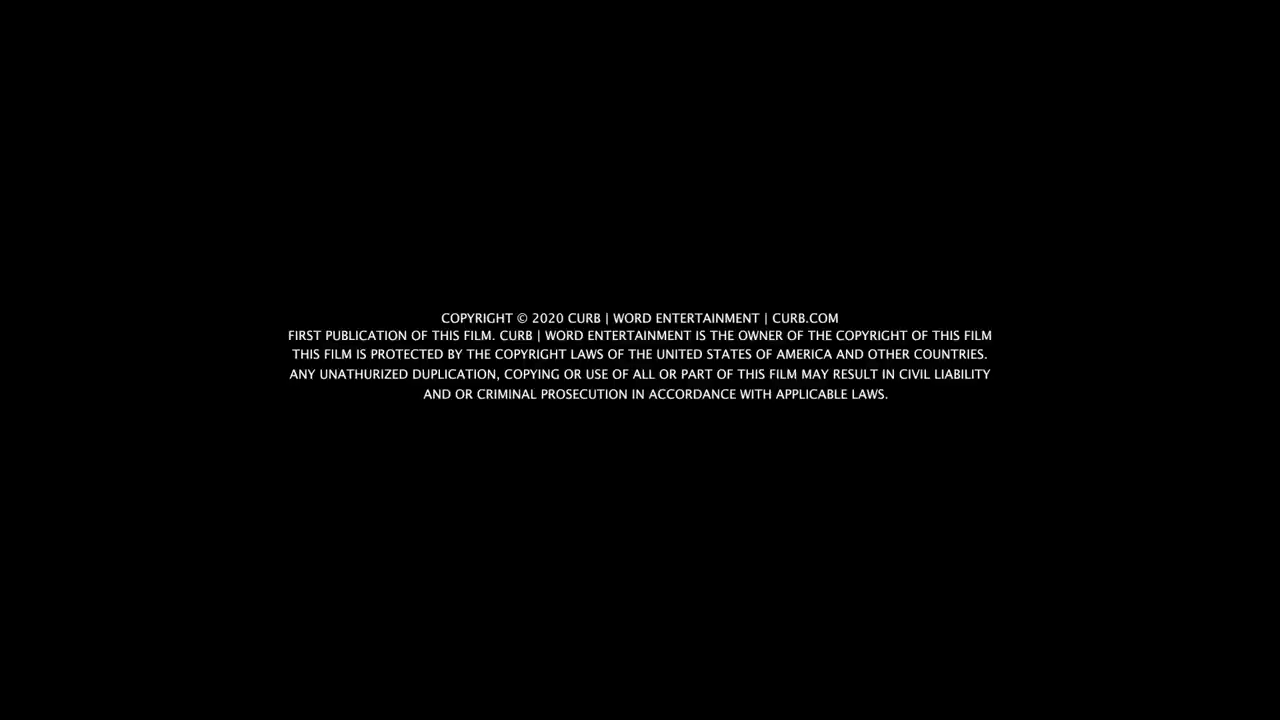 COPYRIGHT © 2020 CURB | WORD ENTERTAINMENT | CURB.COM
FIRST PUBLICATION OF THIS FILM. CURB | WORD ENTERTAINMENT IS THE OWNER OF THE COPYRIGHT OF THIS FILM
THIS FILM IS PROTECTED BY THE COPYRIGHT LAWS OF THE UNITED STATES OF AMERICA AND OTHER COUNTRIES.
ANY UNATHURIZED DUPLICATION, COPYING OR USE OF ALL OR PART OF THIS FILM MAY RESULT IN CIVIL LIABILITY
AND OR CRIMINAL PROSECUTION IN ACCORDANCE WITH APPLICABLE LAWS.